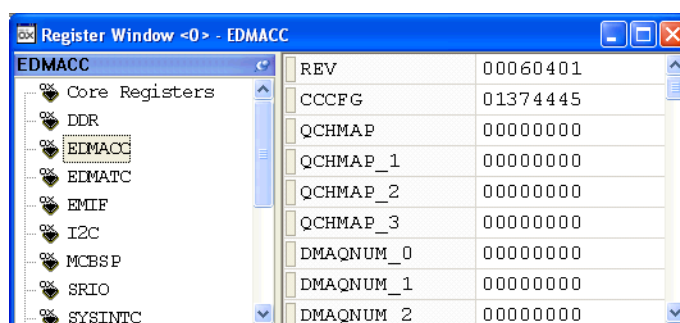 Register Window <0> - EDMACC
EDMACC
Core Registers
DDR
EDMACC
EDMATC
EMIF
I2C
MCBSP
SRIO
SYSINTC
REV 00060401
CCCFG 01374445
QCHMAP 00000000
QCHMAP_1 00000000
QCHMAP_2 00000000
QCHMAP_3 00000000
DMAQNUM_0 00000000
DMAQNUM_1 00000000
DMAQNUM_2 00000000